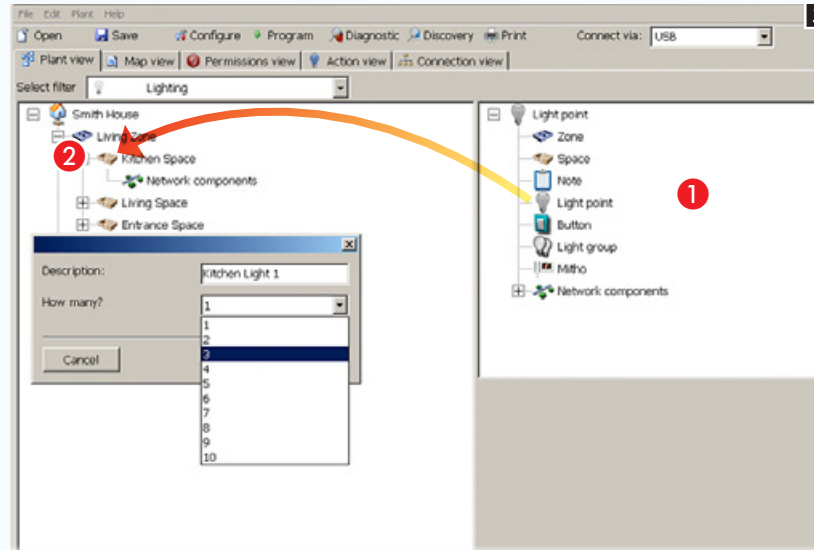 File Edit Plant Help
Open Save Configure Program Diagnostic Discovery Print Connect via: USB
Plant view Map view Permissions view Action view Connection view
Select filter Lighting
Smith House
Living Zone
Kitchen Space
Network components
Living Space
Entrance Space
2
Description: Kitchen Light 1
How many? 1
1
2
3
4
5
6
7
8
9
10
Cancel
Light point
Zone
Space
Note
Light point
Button
Light group
Mitho
Network components
1